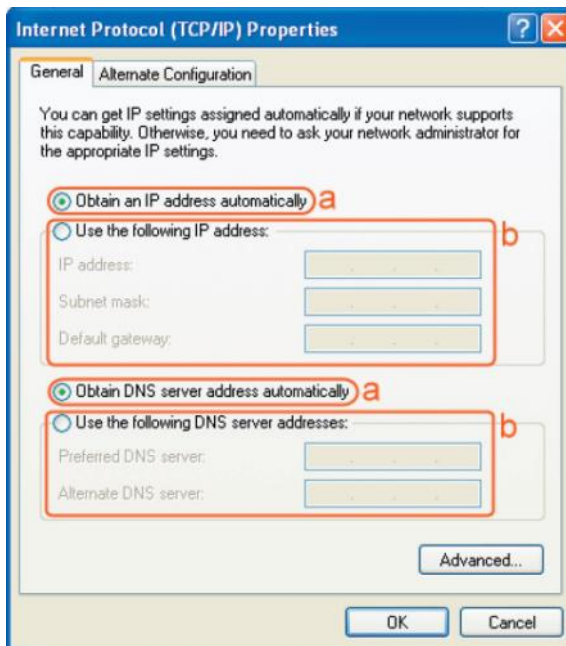 Internet Protocol (TCP/IP) Properties
?
General
Alternate Configuration
You can get IP settings assigned automatically if your network supports
this capability. Otherwise, you need to ask your network administrator for
the appropriate IP settings.
Obtain an IP address automatically a
Use the following IP address: b
IP address:
Subnet mask:
Default gateway:
Obtain DNS server address automatically a
Use the following DNS server addresses: b
Preferred DNS server:
Alternate DNS server:
Advanced...
OK
Cancel